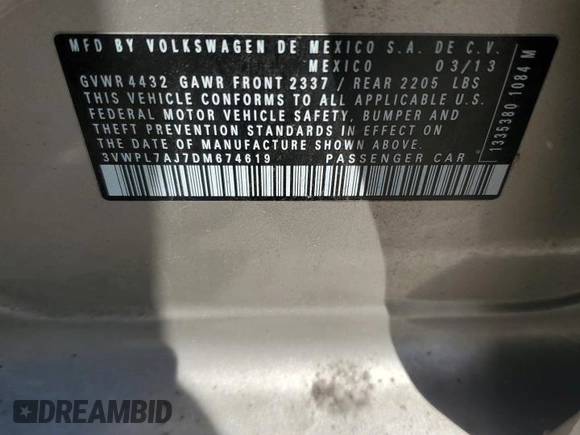 MFD BY VOLKSWAGEN DE MEXICO S.A. DE C.V.
MEXICO 03/13
GVWR 4432 GAWR FRONT 2337 / REAR 2205 LBS
THIS VEHICLE CONFORMS TO ALL APPLICABLE U.S.
FEDERAL MOTOR VEHICLE SAFETY, BUMPER AND
THEFT PREVENTION STANDARDS IN EFFECT ON
THE DATE OF MANUFACTURE SHOWN ABOVE.
3VWPL7AJ7DM674619 PASSENGER CAR
1335380 1084 M
DREAMBID